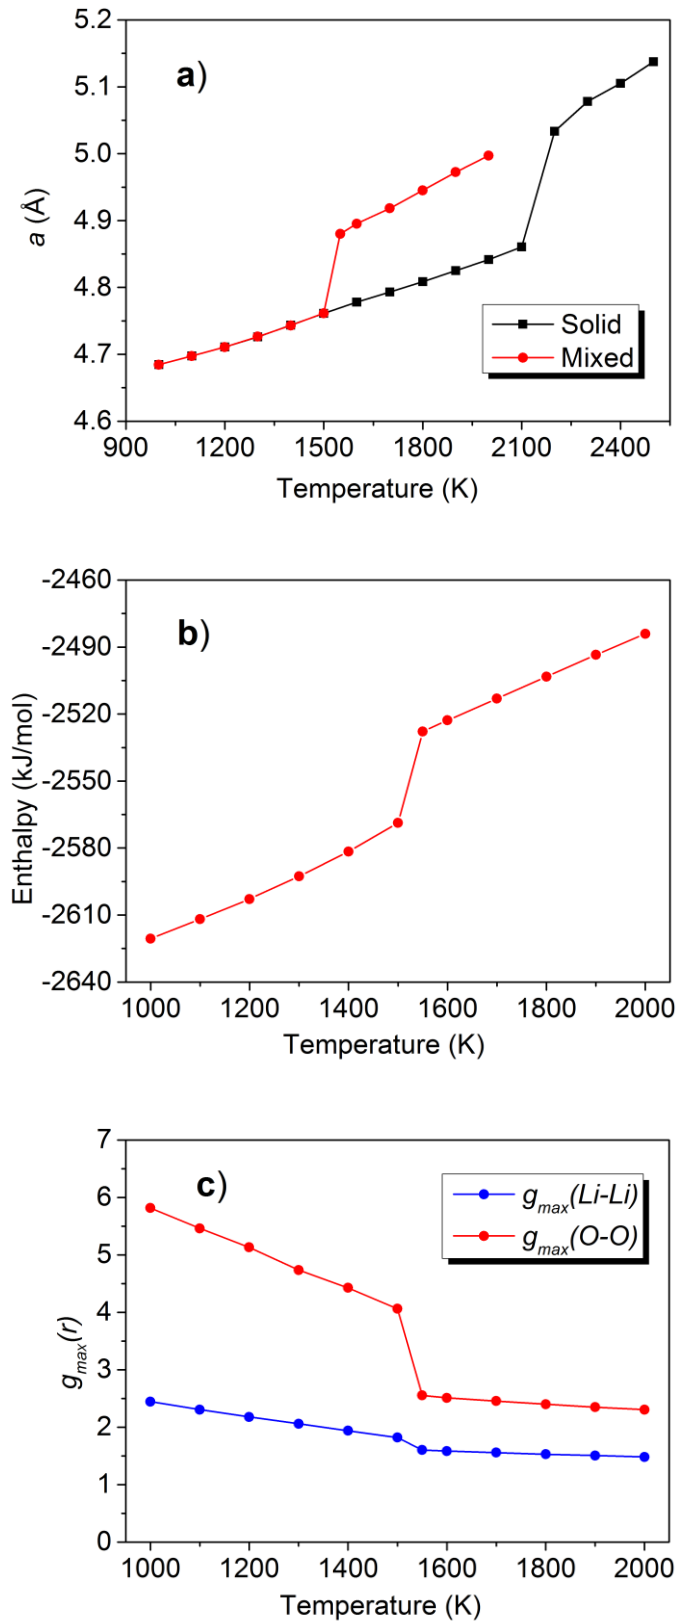 a)
5.2
5.1
5.0
4.9
4.8
4.7
4.6
a (Å)
Solid
Mixed
900 1200 1500 1800 2100 2400
Temperature (K)
b)
-2460
-2490
-2520
-2550
-2580
-2610
-2640
Enthalpy (kJ/mol)
1000 1200 1400 1600 1800 2000
Temperature (K)
c)
7
6
5
4
3
2
1
0
gmax(r)
gmax(Li-Li)
gmax(O-O)
1000 1200 1400 1600 1800 2000
Temperature (K)